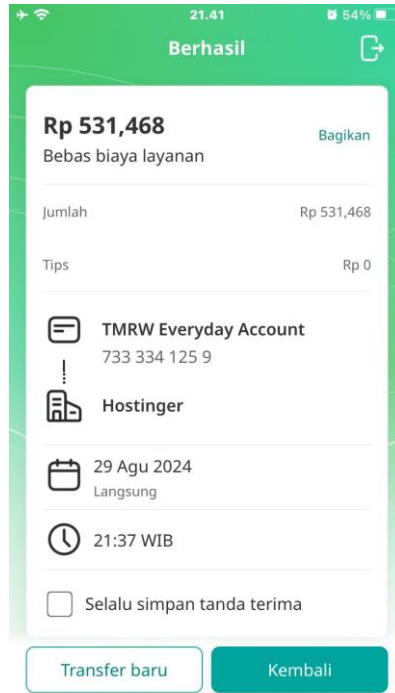 21.41
54%
Berhasil
Rp 531,468
Bagikan
Bebas biaya layanan
Jumlah Rp 531,468
Tips Rp 0
TMRW Everyday Account
733 334 125 9
Hostinger
29 Agu 2024
Langsung
21:37 WIB
Selalu simpan tanda terima
Transfer baru Kembali